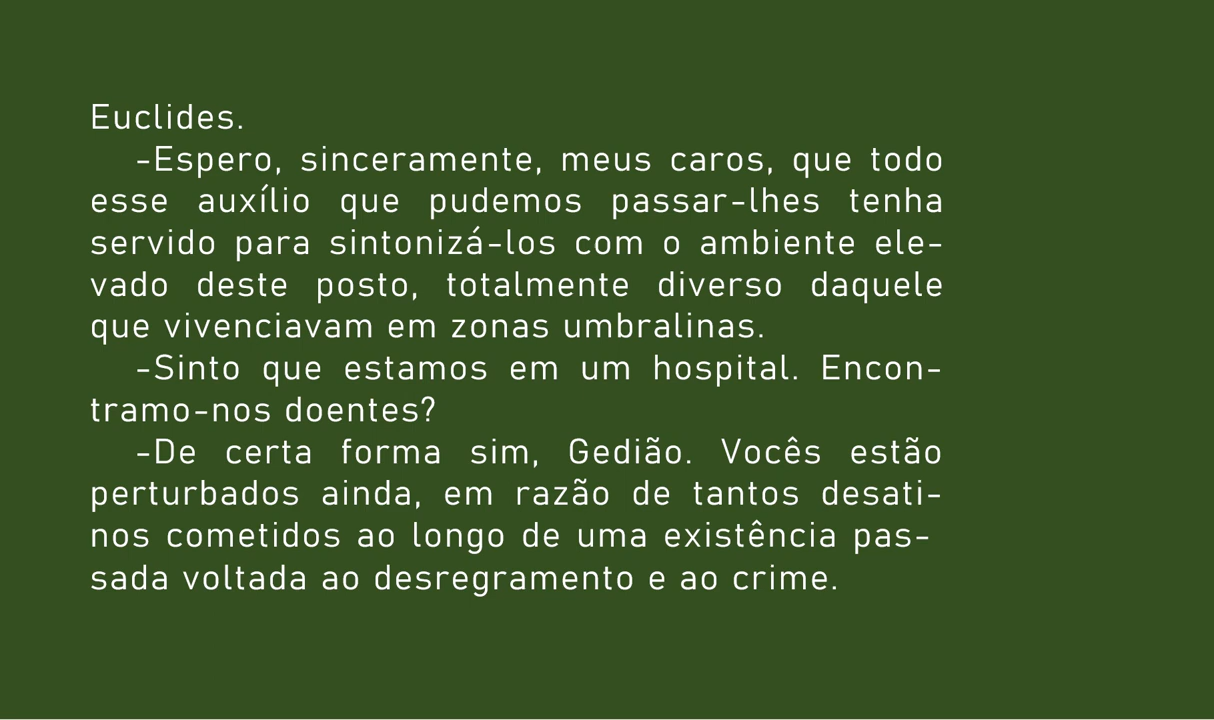 Euclides.
-Espero, sinceramente, meus caros, que todo
esse auxílio que pudemos passar-lhes tenha
servido para sintonizá-los com o ambiente ele-
vado deste posto, totalmente diverso daquele
que vivenciavam em zonas umbralinas.
-Sinto que estamos em um hospital. Encon-
tramo-nos doentes?
-De certa forma sim, Gedião. Vocês estão
perturbados ainda, em razão de tantos desati-
nos cometidos ao longo de uma existência pas-
sada voltada ao desregramento e ao crime.